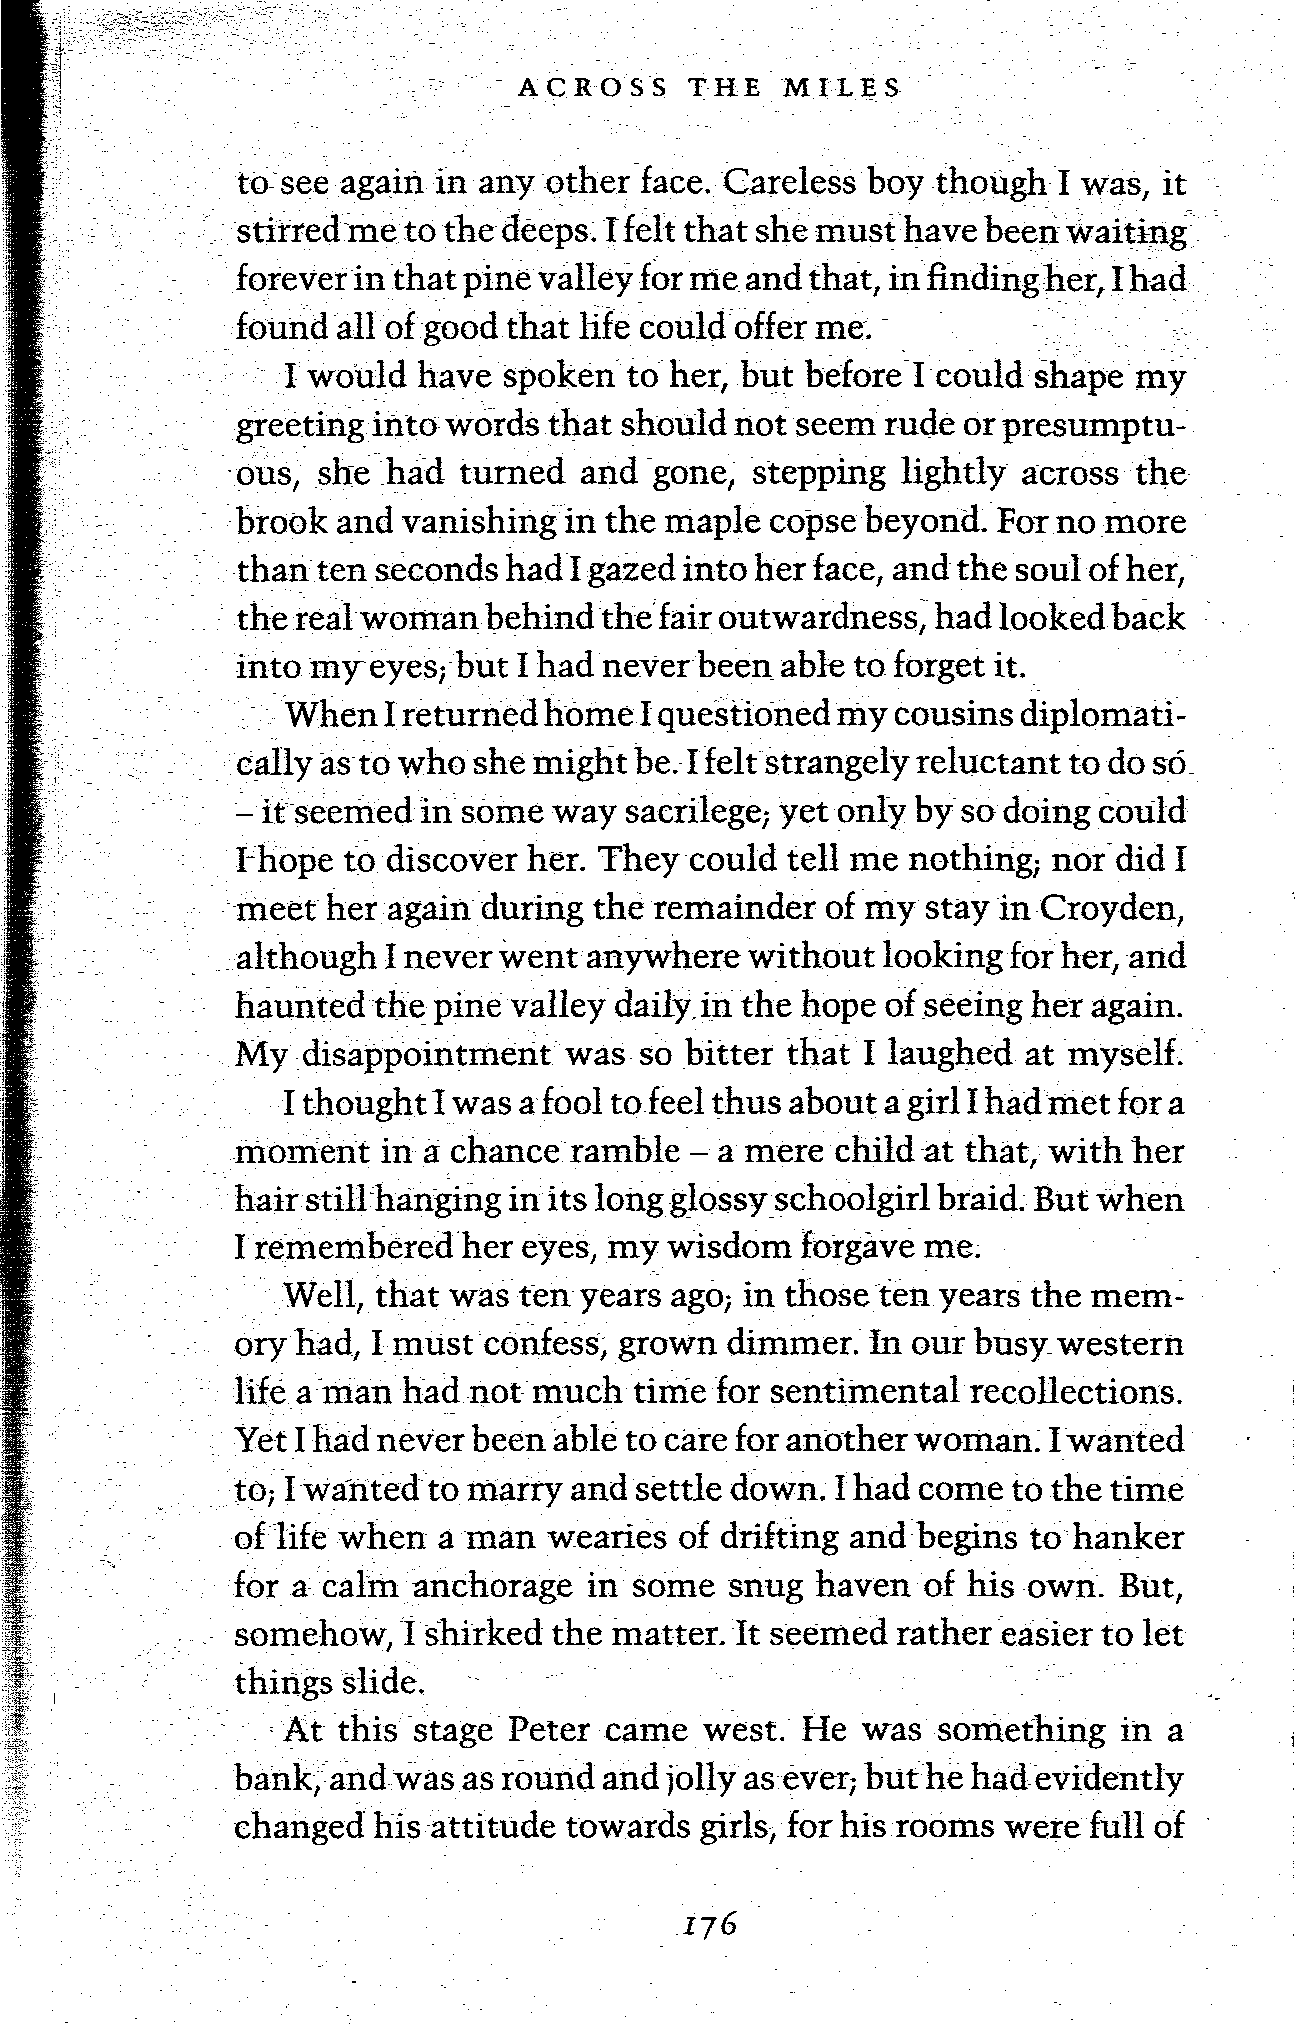 ACROSS THE MILES
to see again in any other face. Careless boy though I was, it
stirred me to the deeps. I felt that she must have been waiting
forever in that pine valley for me and that, in finding her, I had
found all of good that life could offer me.
I would have spoken to her, but before I could shape my
greeting into words that should not seem rude or presumptu-
ous, she had turned and gone, stepping lightly across the
brook and vanishing in the maple copse beyond. For no more
than ten seconds had I gazed into her face, and the soul of her,
the real woman behind the fair outwardness, had looked back
into my eyes; but I had never been able to forget it.
When I returned home I questioned my cousins diplomati-
cally as to who she might be. I felt strangely reluctant to do so
– it seemed in some way sacrilege; yet only by so doing could
I hope to discover her. They could tell me nothing; nor did I
meet her again during the remainder of my stay in Croyden,
although I never went anywhere without looking for her, and
haunted the pine valley daily in the hope of seeing her again.
My disappointment was so bitter that I laughed at myself.
I thought I was a fool to feel thus about a girl I had met for a
moment in a chance ramble – a mere child at that, with her
hair still hanging in its long glossy schoolgirl braid. But when
I remembered her eyes, my wisdom forgave me.
Well, that was ten years ago; in those ten years the mem-
ory had, I must confess, grown dimmer. In our busy western
life a man had not much time for sentimental recollections.
Yet I had never been able to care for another woman. I wanted
to; I wanted to marry and settle down. I had come to the time
of life when a man wearies of drifting and begins to hanker
for a calm anchorage in some snug haven of his own. But,
somehow, I shirked the matter. It seemed rather easier to let
things slide.
At this stage Peter came west. He was something in a
bank, and was as round and jolly as ever; but he had evidently
changed his attitude towards girls, for his rooms were full of
176